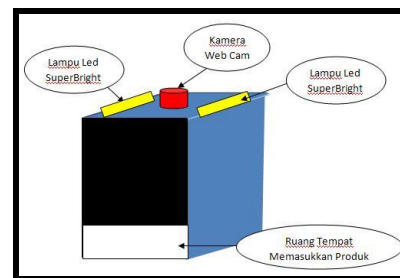 Kamera
Web Cam
Lampu Led
SuperBright
Lampu Led
SuperBright
Ruang Tempat
Memasukkan Produk